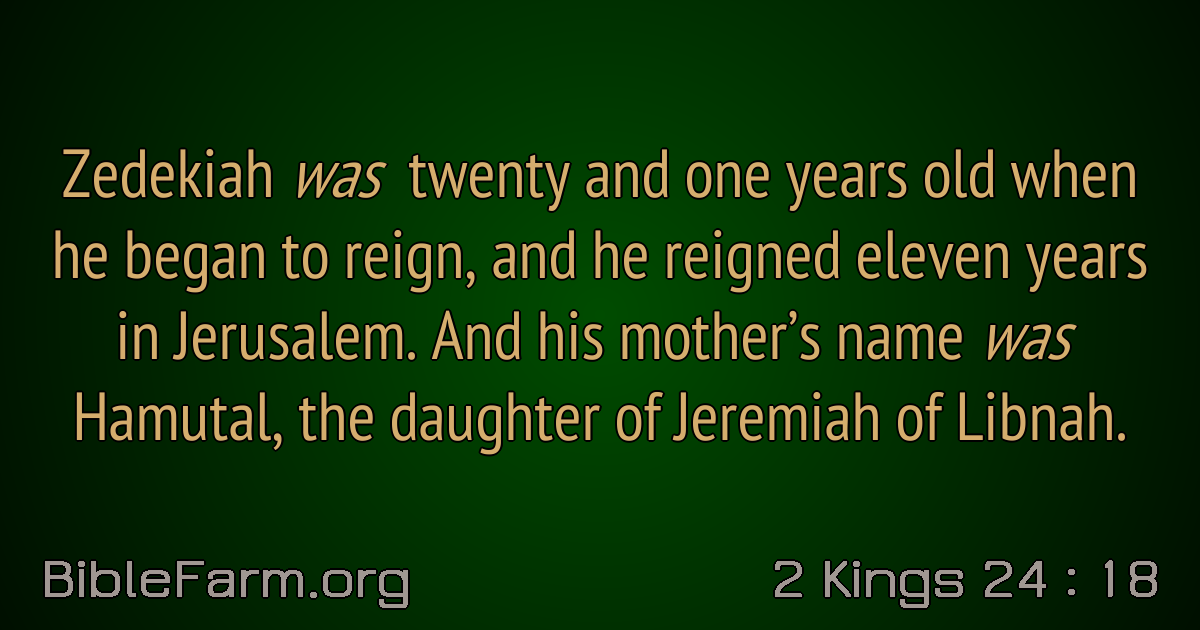 Zedekiah was twenty and one years old when
he began to reign, and he reigned eleven years
in Jerusalem. And his mother’s name was
Hamutal, the daughter of Jeremiah of Libnah.
BibleFarm.org
2 Kings 24 : 18